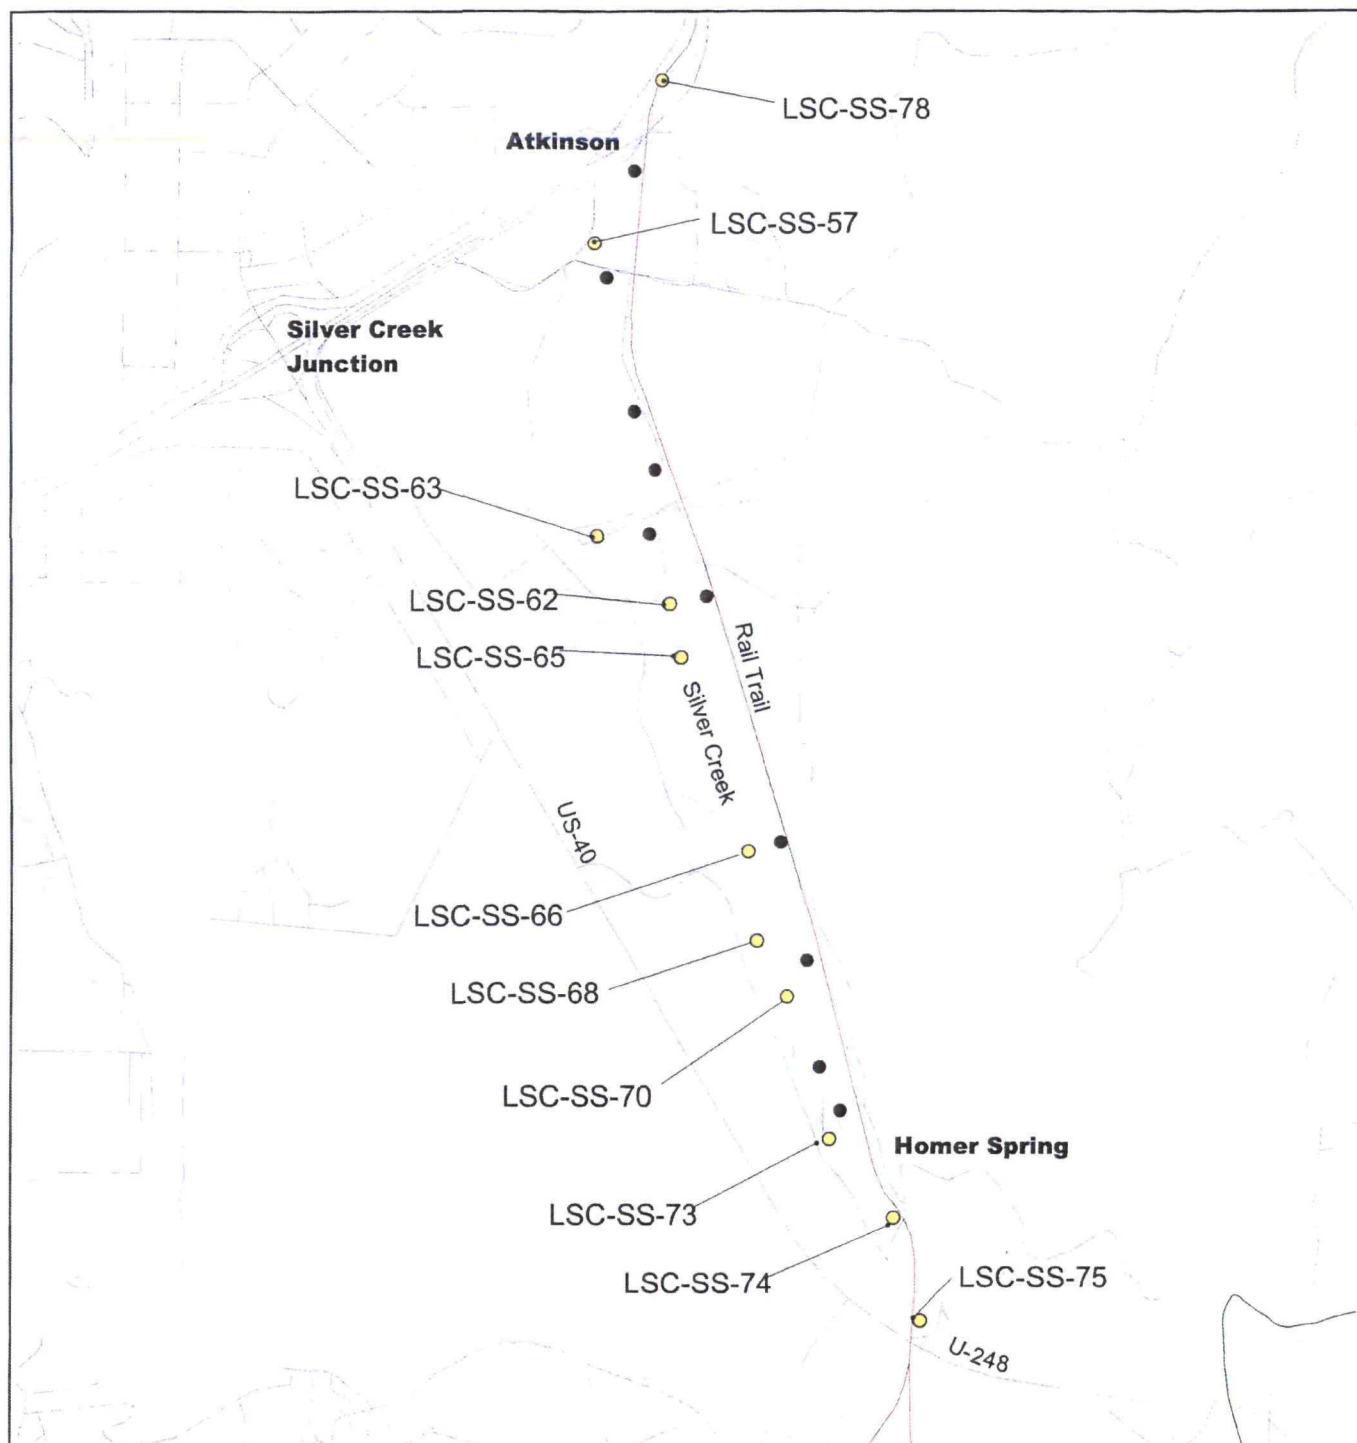 LSC-SS-78
Atkinson
LSC-SS-57
Silver Creek
Junction
LSC-SS-63
LSC-SS-62
LSC-SS-65
Rail Trail
Silver Creek
US-40
LSC-SS-66
LSC-SS-68
LSC-SS-70
Homer Spring
LSC-SS-73
LSC-SS-74
LSC-SS-75
U-248